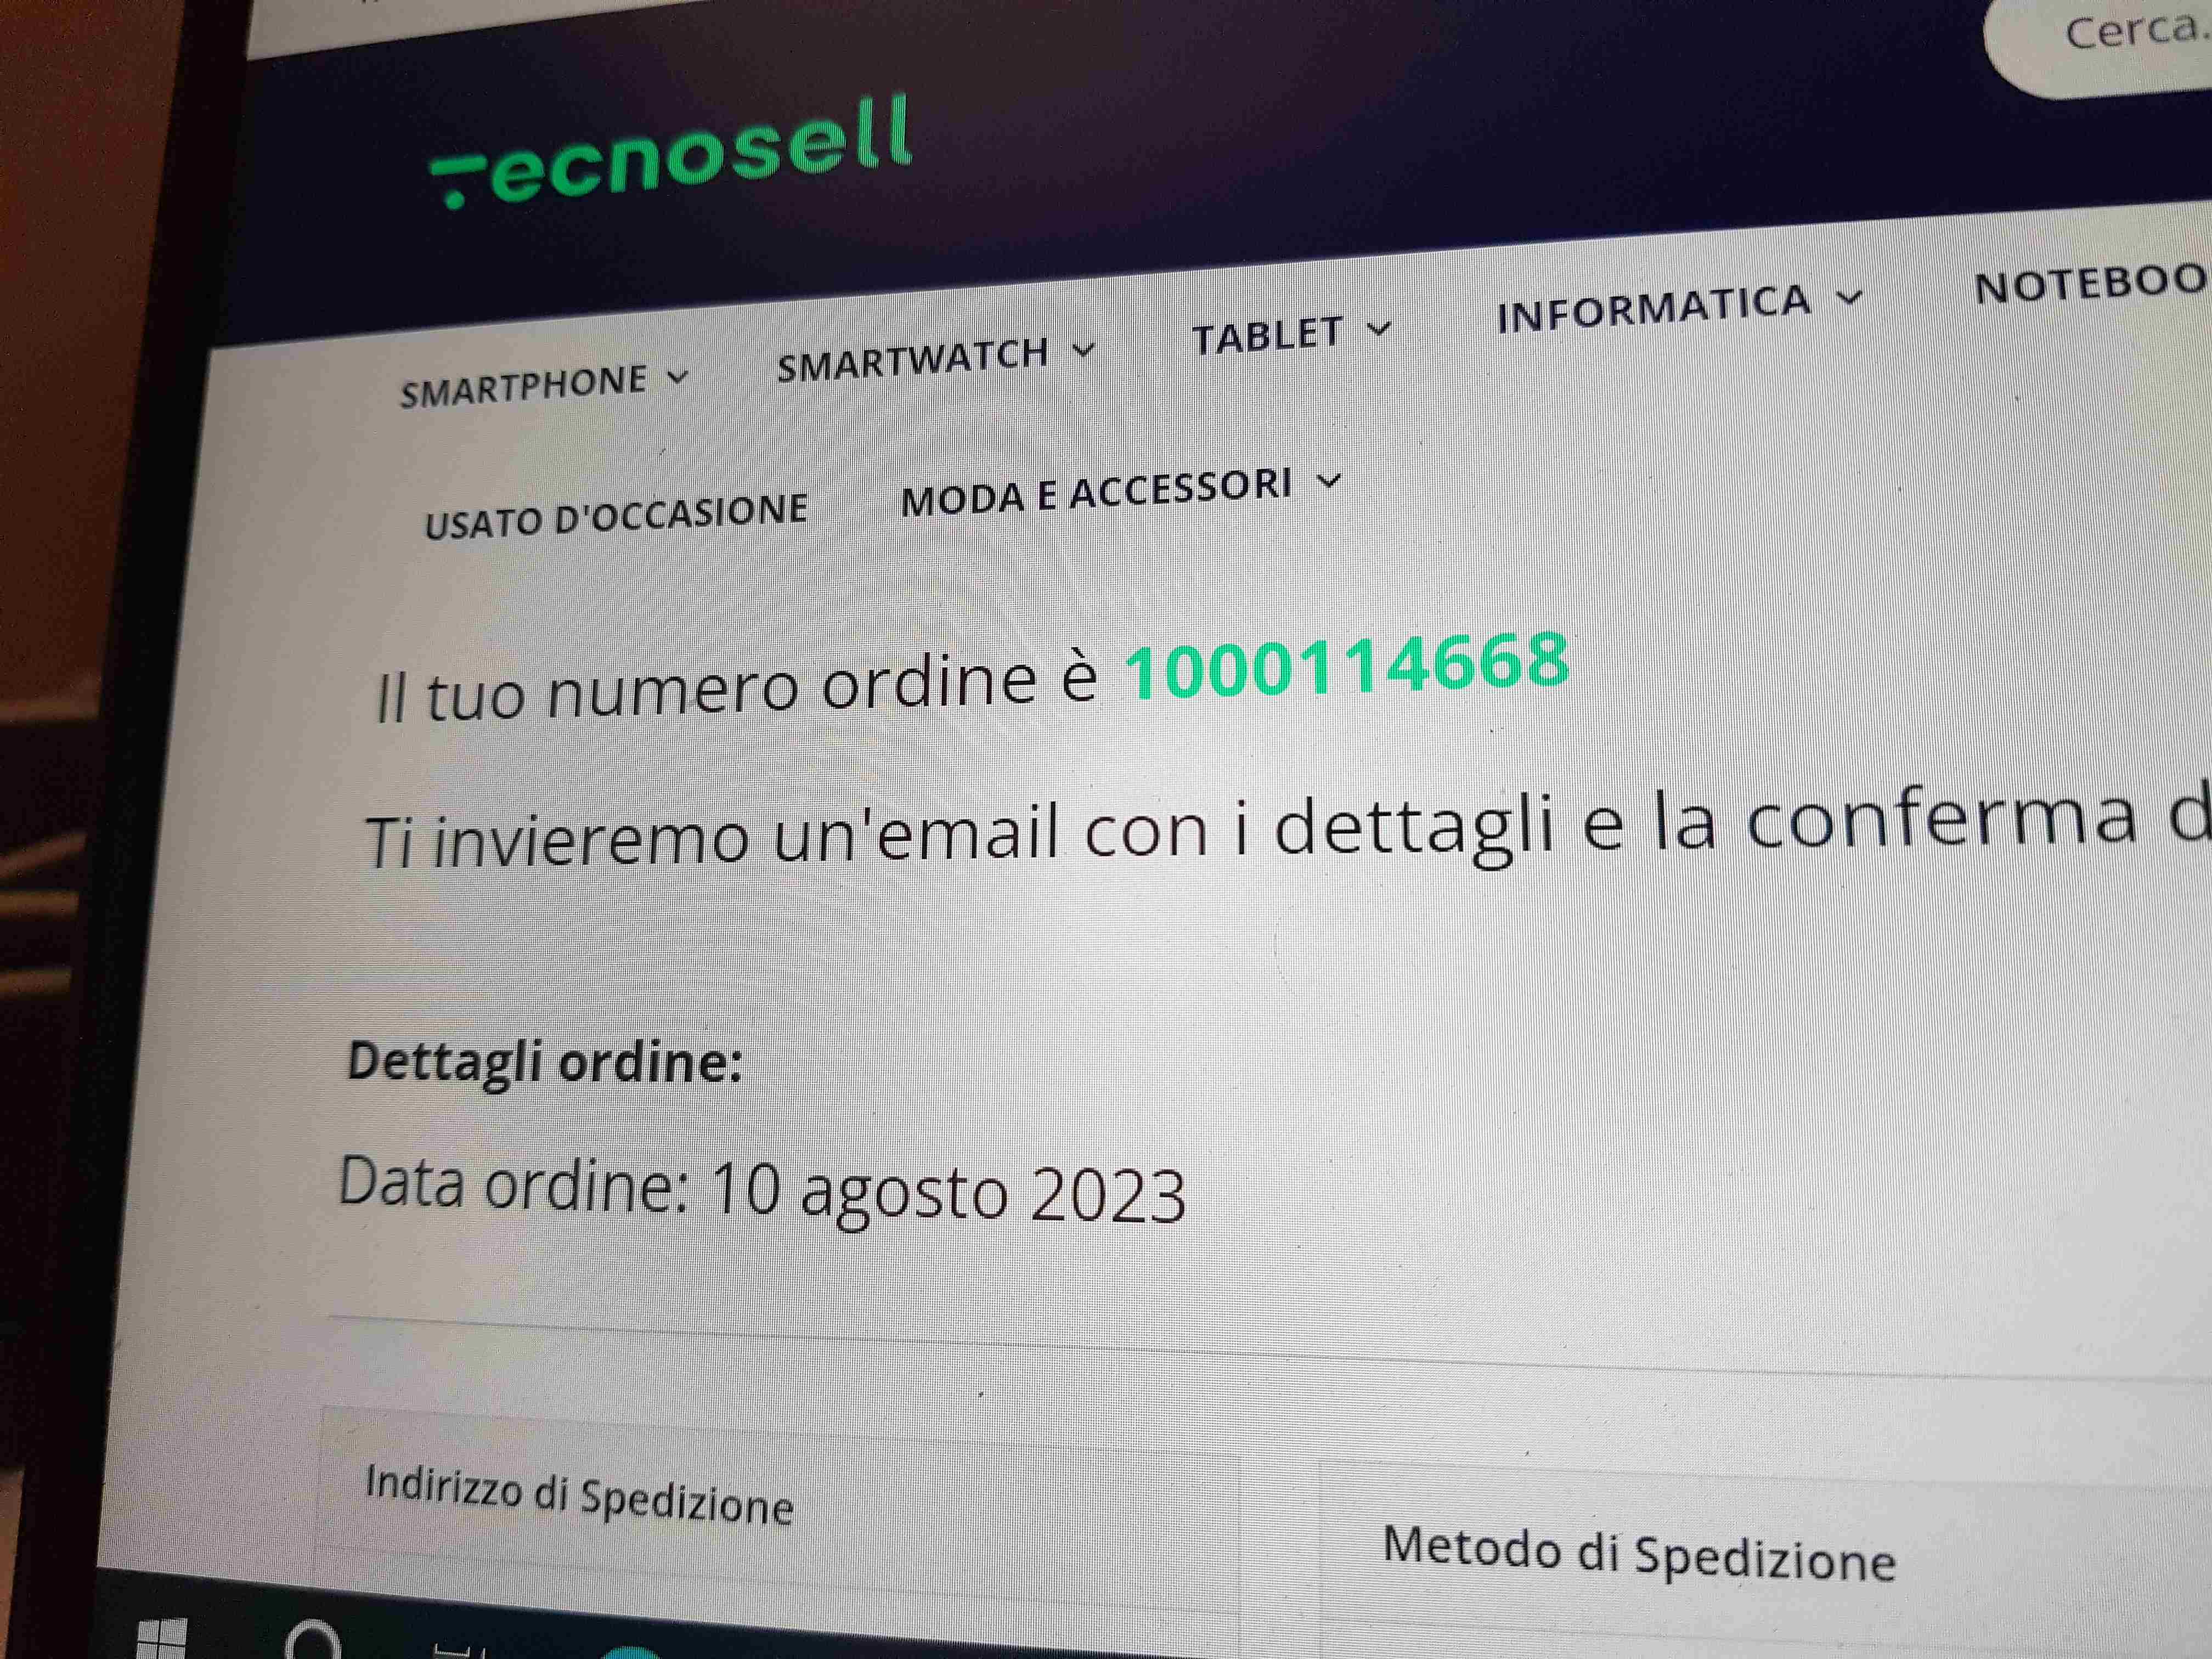 Cerca.
Tecnosell
SMARTPHONE
SMARTWATCH
TABLET
INFORMATICA
NOTEBOO
USATO D'OCCASIONE
MODA E ACCESSORI
Il tuo numero ordine è 1000114668
Ti invieremo un'email con i dettagli e la conferma d
Dettagli ordine:
Data ordine: 10 agosto 2023
Indirizzo di Spedizione
Metodo di Spedizione